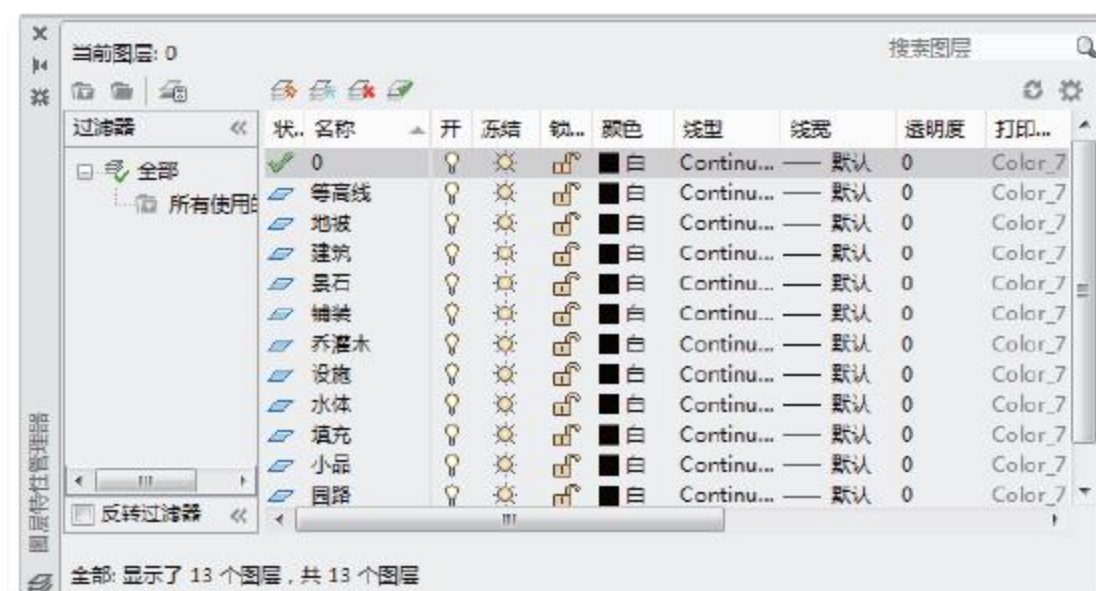 当前图层: 0
搜索图层
过滤器
状.. 名称 开 冻结 锁... 颜色 线型 线宽 透明度 打印...
全部
所有使用的
0 白 Continu... 默认 0 Color_7
等高线 白 Continu... 默认 0 Color_7
地被 白 Continu... 默认 0 Color_7
建筑 白 Continu... 默认 0 Color_7
景石 白 Continu... 默认 0 Color_7
铺装 白 Continu... 默认 0 Color_7
乔灌木 白 Continu... 默认 0 Color_7
设施 白 Continu... 默认 0 Color_7
水体 白 Continu... 默认 0 Color_7
填充 白 Continu... 默认 0 Color_7
小品 白 Continu... 默认 0 Color_7
园路 白 Continu... 默认 0 Color_7
反转过滤器
全部: 显示了 13 个图层 , 共 13 个图层
图层特性管理器